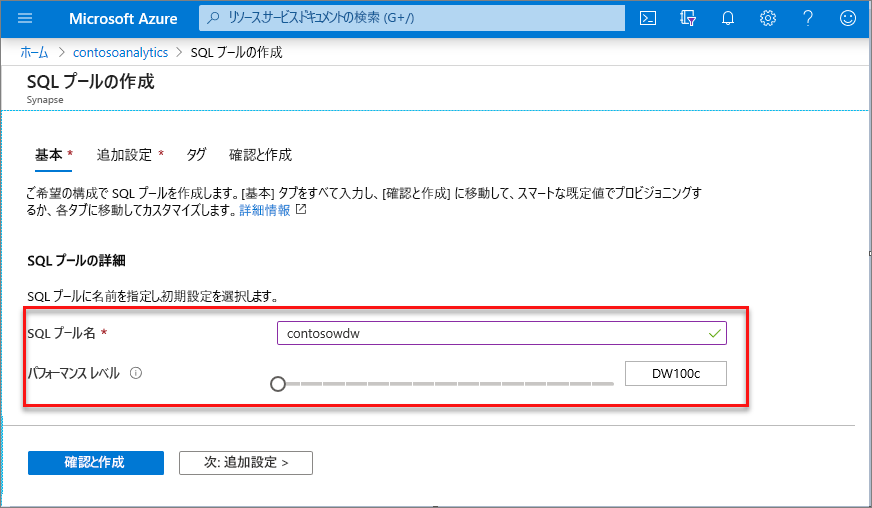 Microsoft Azure
リソースサービスドキュメントの検索 (G+/)
ホーム > contosoanalytics > SQL プールの作成
SQL プールの作成
Synapse
基本 * 追加設定 * タグ 確認と作成
ご希望の構成で SQL プールを作成します。[基本] タブをすべて入力し、[確認と作成] に移動して、スマートな既定値でプロビジョニングす
るか、各タブに移動してカスタマイズします。詳細情報
SQL プールの詳細
SQL プールに名前を指定し初期設定を選択します。
SQL プール名 * contosowdw
パフォーマンス レベル DW100c
確認と作成 次: 追加設定 >